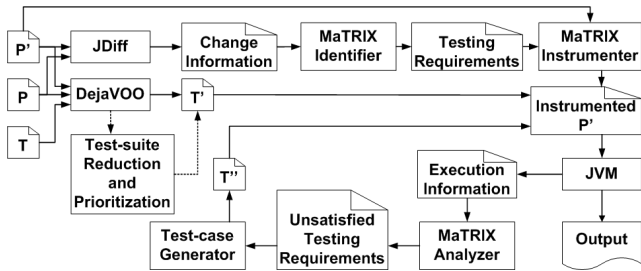 P'
JDiff
Change
Information
MaTRIX
Identifier
Testing
Requirements
MaTRIX
Instrumenter
P
DejaVOO
T'
Instrumented
P'
T
Test-suite
Reduction
and
Prioritization
T''
Execution
Information
JVM
Test-case
Generator
Unsatisfied
Testing
Requirements
MaTRIX
Analyzer
Output